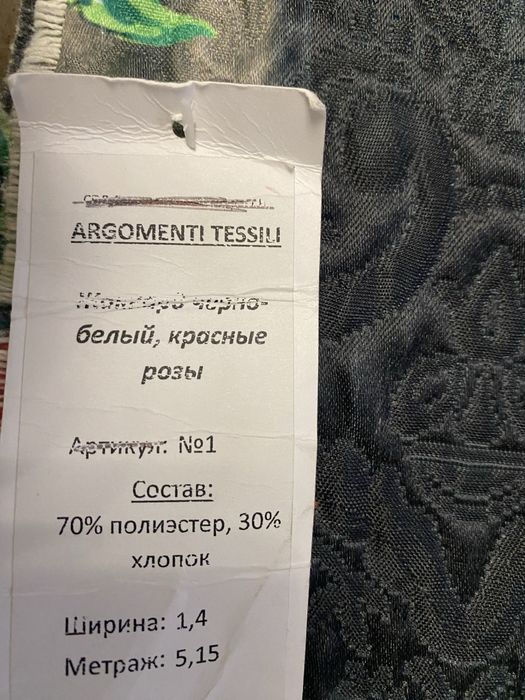 ARGOMENTI TESSILI
Жаккард черно-
белый, красные
розы
Артикул: №1
Состав:
70% полиэстер, 30%
хлопок
Ширина: 1,4
Метраж: 5,15